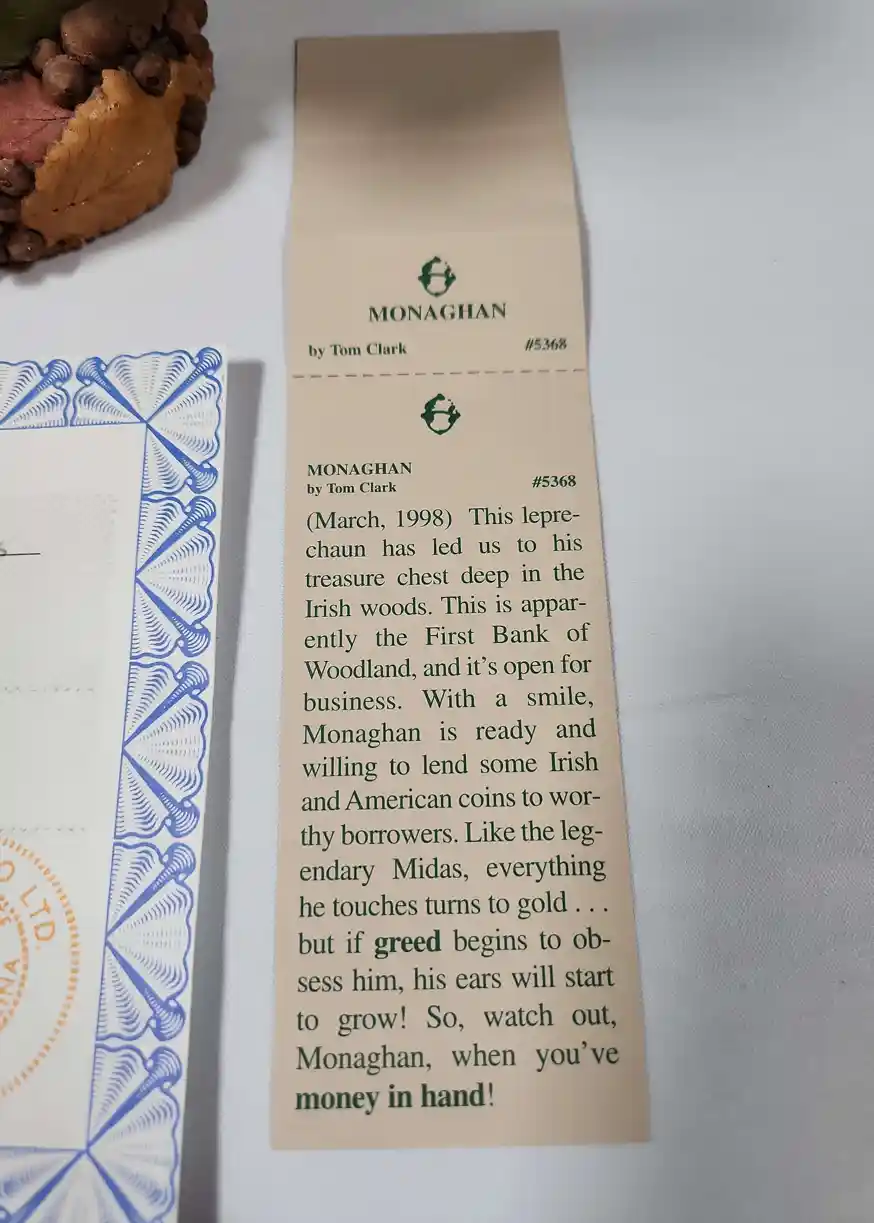 MONAGHAN
by Tom Clark #5368
MONAGHAN
by Tom Clark #5368
(March, 1998) This lepre-
chaun has led us to his
treasure chest deep in the
Irish woods. This is appar-
ently the First Bank of
Woodland, and it's open for
business. With a smile,
Monaghan is ready and
willing to lend some Irish
and American coins to wor-
thy borrowers. Like the leg-
endary Midas, everything
he touches turns to gold . . .
but if greed begins to ob-
sess him, his ears will start
to grow! So, watch out,
Monaghan, when you've
money in hand!
LTD.